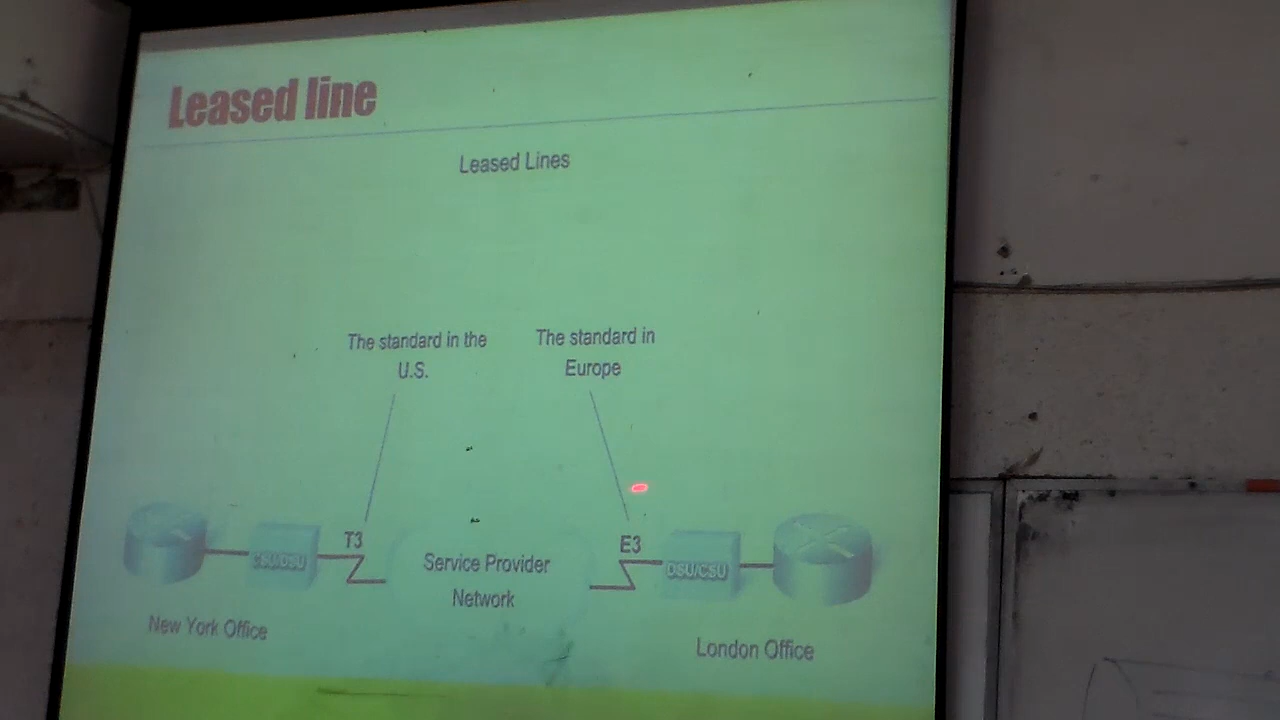 Leased line
Leased Lines
The standard in the
U.S.
The standard in
Europe
T3
E3
CSU/DSU
Service Provider
Network
DSU/CSU
New York Office
London Office